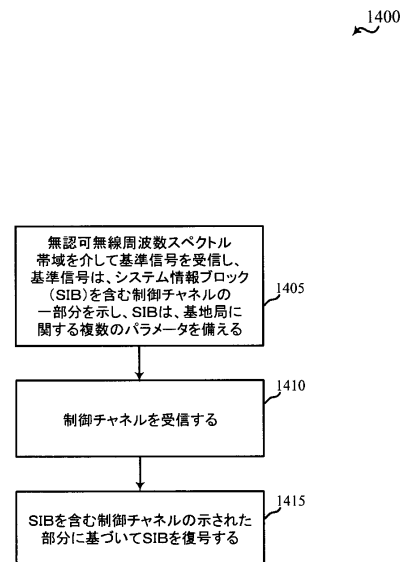 1400
無認可無線周波数スペクトル
帯域を介して基準信号を受信し、
基準信号は、システム情報ブロック
(SIB)を含む制御チャネルの
一部分を示し、SIBは、基地局に
関する複数のパラメータを備える
1405
制御チャネルを受信する
1410
SIBを含む制御チャネルの示された
部分に基づいてSIBを復号する
1415